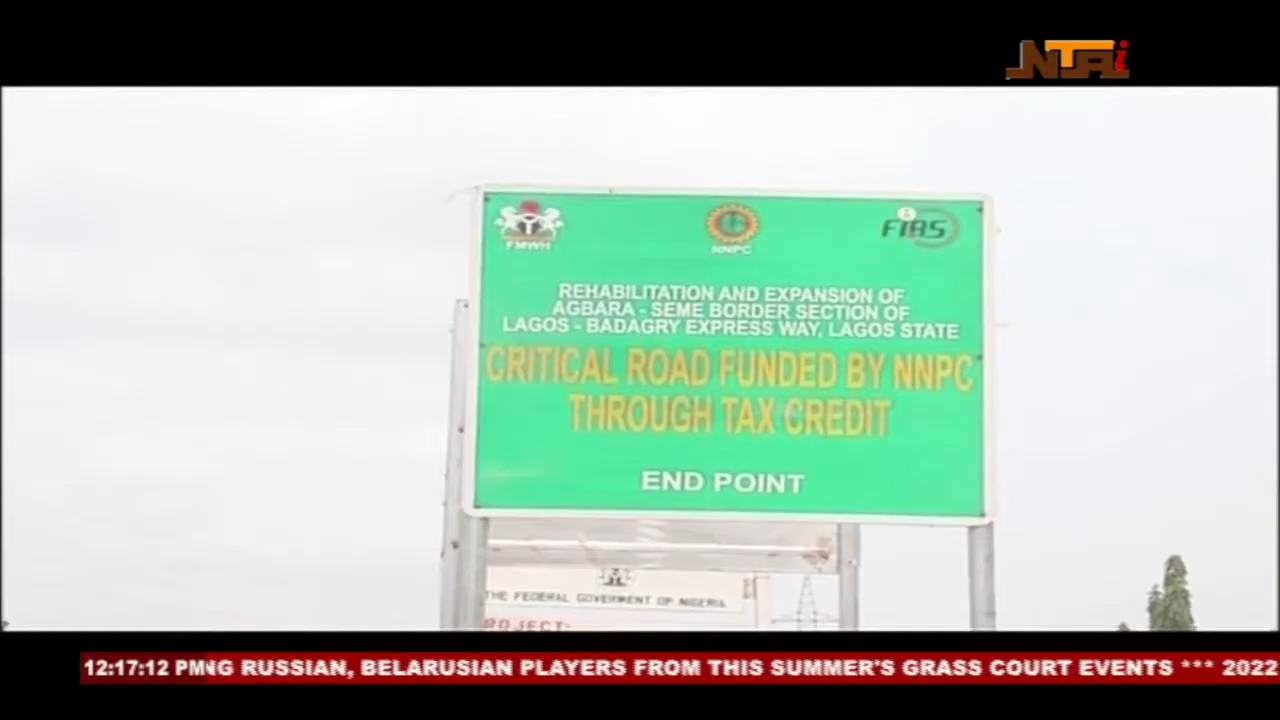 NTAi
FMWH
NNPC
FIRS
REHABILITATION AND EXPANSION OF
AGBARA - SEME BORDER SECTION OF
LAGOS - BADAGRY EXPRESS WAY, LAGOS STATE
CRITICAL ROAD FUNDED BY NNPC
THROUGH TAX CREDIT
END POINT
THE FEDERAL GOVERMENT OF NIGERIA
PROJECT:
12:17:12 PM NG RUSSIAN, BELARUSIAN PLAYERS FROM THIS SUMMER'S GRASS COURT EVENTS *** 2022